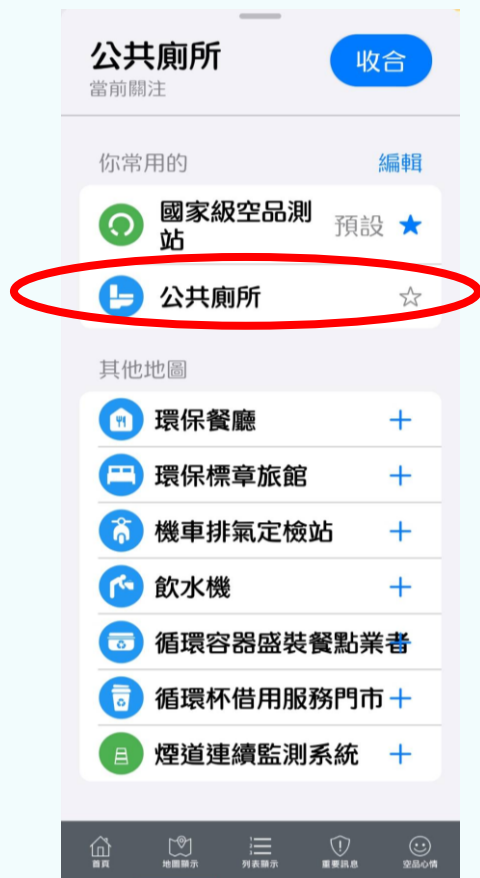 公共廁所
收合
當前關注
你常用的
編輯
國家級空品測
站
預設
公共廁所
其他地圖
環保餐廳
環保標章旅館
機車排氣定檢站
飲水機
循環容器盛裝餐點業者
循環杯借用服務門市
煙道連續監測系統
首頁
地圖顯示
列表顯示
重要訊息
空品心情